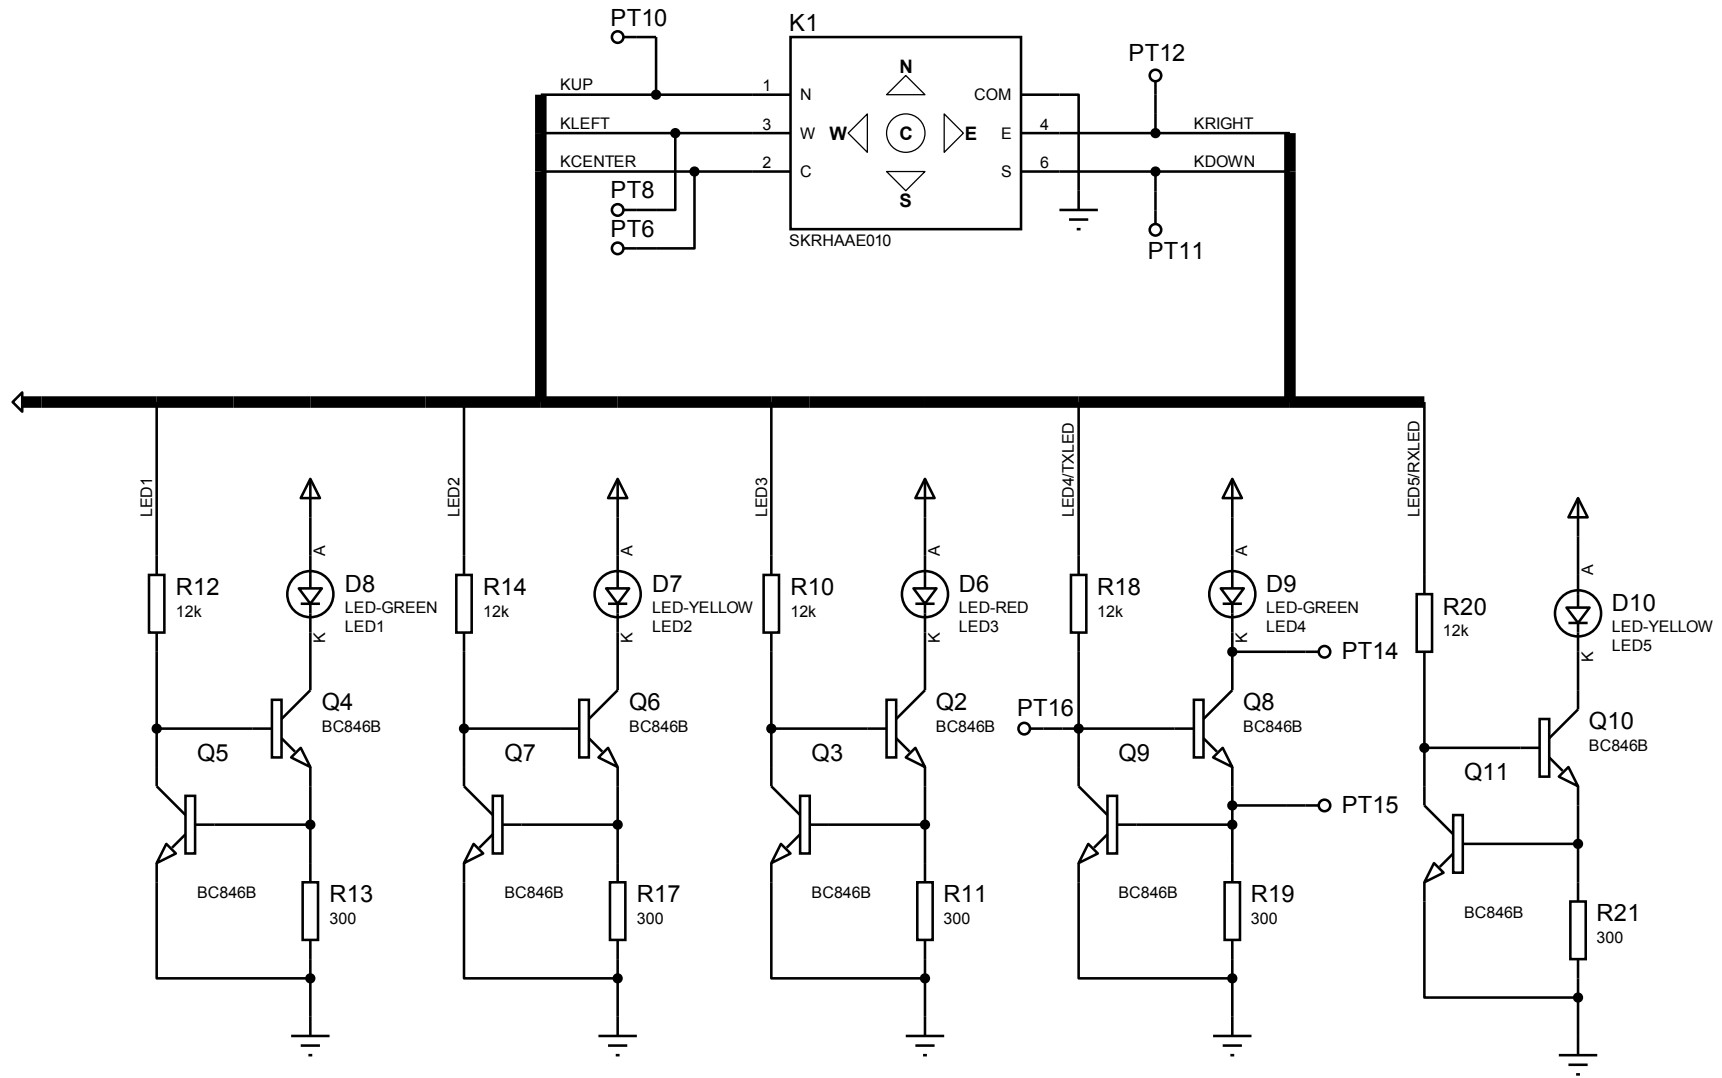 PT10
K1
PT12
N
KUP
1
N
COM
KLEFT
3
W
W
C
E
E
4
KRIGHT
KCENTER
2
C
S
6
KDOWN
PT8
S
PT6
SKRHAAE010
PT11
LED1
LED2
LED3
LED4/TXLED
LED5/RXLED
A
A
A
A
A
R12
12k
D8
LED-GREEN
LED1
K
R14
12k
D7
LED-YELLOW
LED2
K
R10
12k
D6
LED-RED
LED3
K
R18
12k
D9
LED-GREEN
LED4
K
R20
12k
D10
LED-YELLOW
LED5
K
PT14
Q4
BC846B
Q5
Q6
BC846B
Q7
Q2
BC846B
Q3
PT16
Q8
BC846B
Q9
Q10
BC846B
Q11
PT15
BC846B
R13
300
BC846B
R17
300
BC846B
R11
300
BC846B
R19
300
BC846B
R21
300